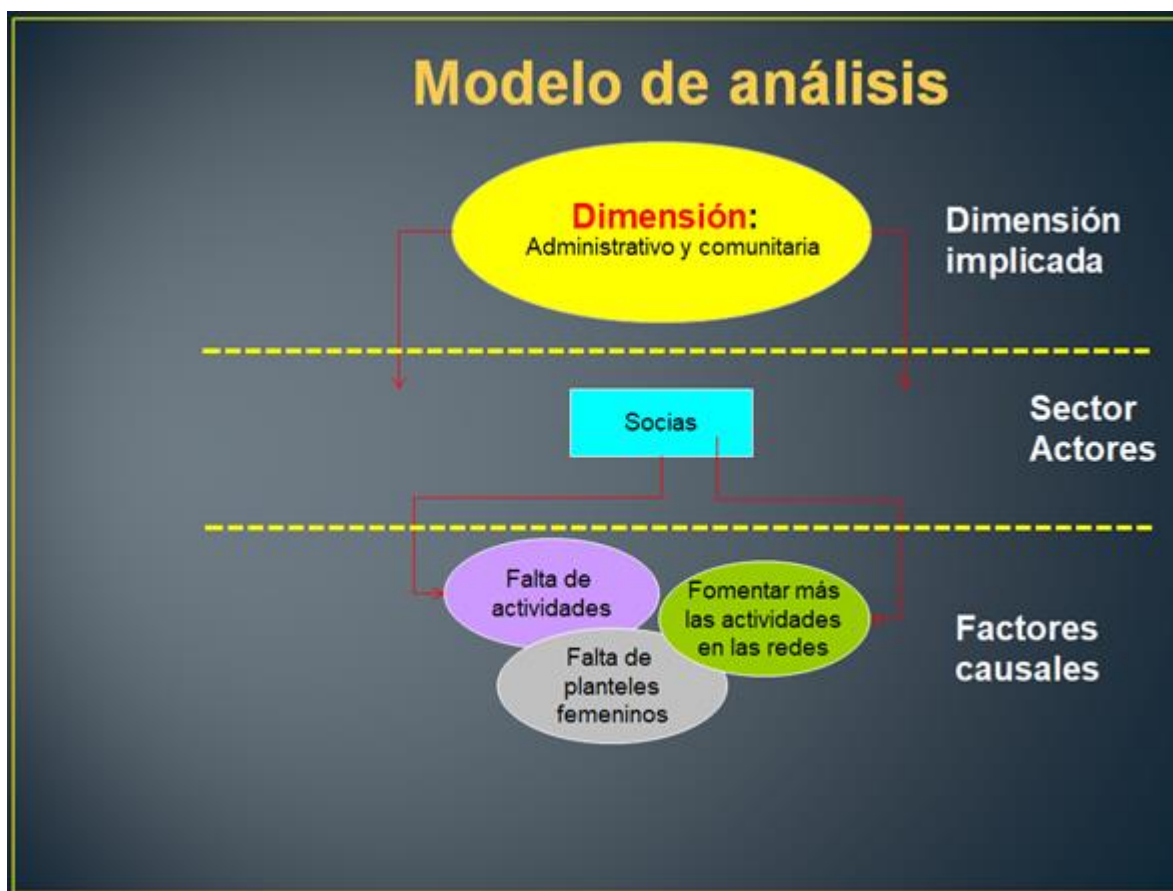 Modelo de análisis
Dimensión:
Administrativo y comunitaria
Dimensión
implicada
Socias
Sector
Actores
Falta de
actividades
Fomentar más
las actividades
en las redes
Falta de
planteles
femeninos
Factores
causales